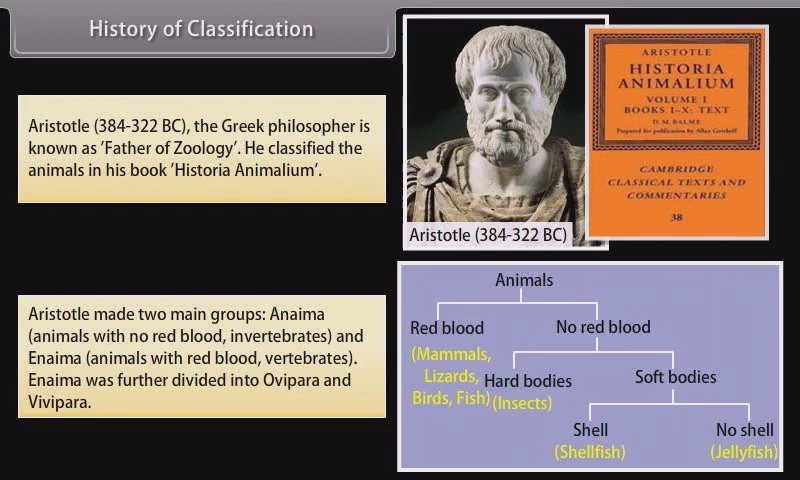 History of Classification
Aristotle (384-322 BC), the Greek philosopher is
known as 'Father of Zoology'. He classified the
animals in his book 'Historia Animalium'.
Aristotle (384-322 BC)
ARISTOTLE
HISTORIA
ANIMALIUM
VOLUME I
BOOKS I–X: TEXT
D. M. BALME
Prepared for publication by Allan Gotthelf
CAMBRIDGE
CLASSICAL TEXTS AND
COMMENTARIES
38
Aristotle made two main groups: Anaima
(animals with no red blood, invertebrates) and
Enaima (animals with red blood, vertebrates).
Enaima was further divided into Ovipara and
Vivipara.
Animals
Red blood
No red blood
(Mammals,
Lizards,
Birds, Fish)
Hard bodies
(Insects)
Soft bodies
Shell
(Shellfish)
No shell
(Jellyfish)